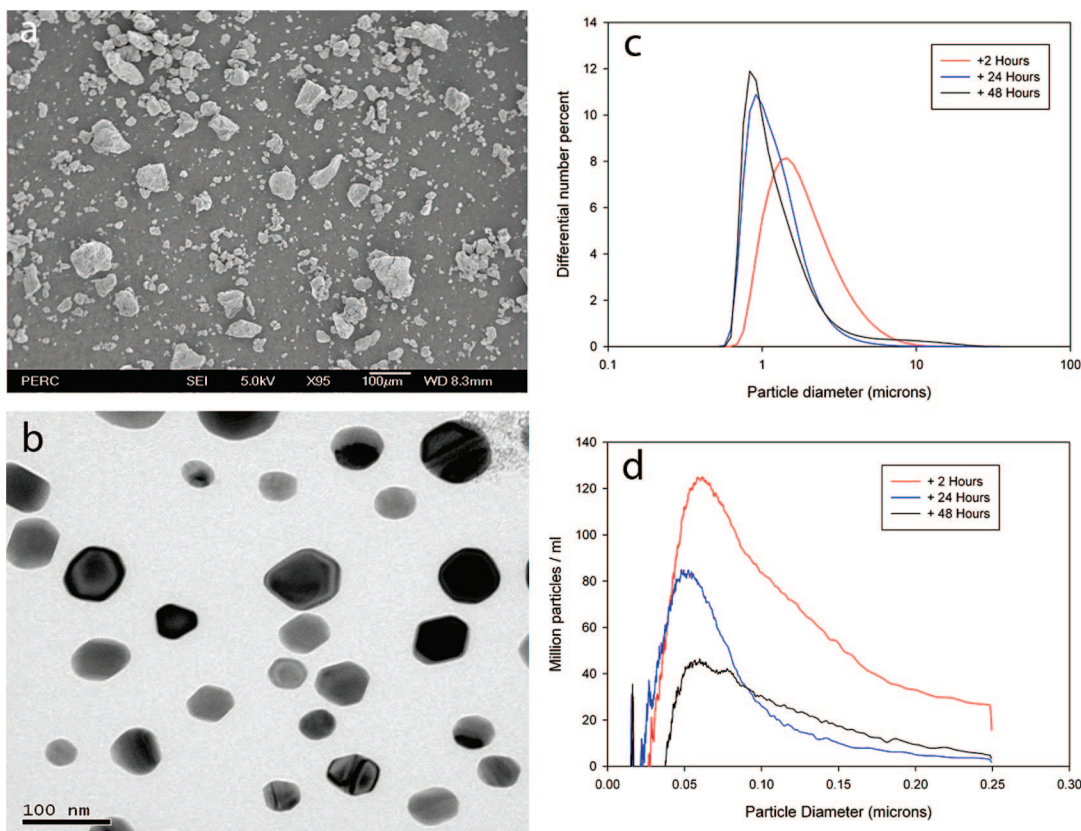 a
PERC SEI 5.0kV X95 100µm WD 8.3mm
b
100 nm
c
14
12
10
8
6
4
2
0
0.1 1 10 100
Differential number percent
Particle diameter (microns)
+2 Hours
+ 24 Hours
+ 48 Hours
d
140
120
100
80
60
40
20
0
0.00 0.05 0.10 0.15 0.20 0.25 0.30
Million particles / ml
Particle Diameter (microns)
+ 2 Hours
+ 24 Hours
+ 48 Hours